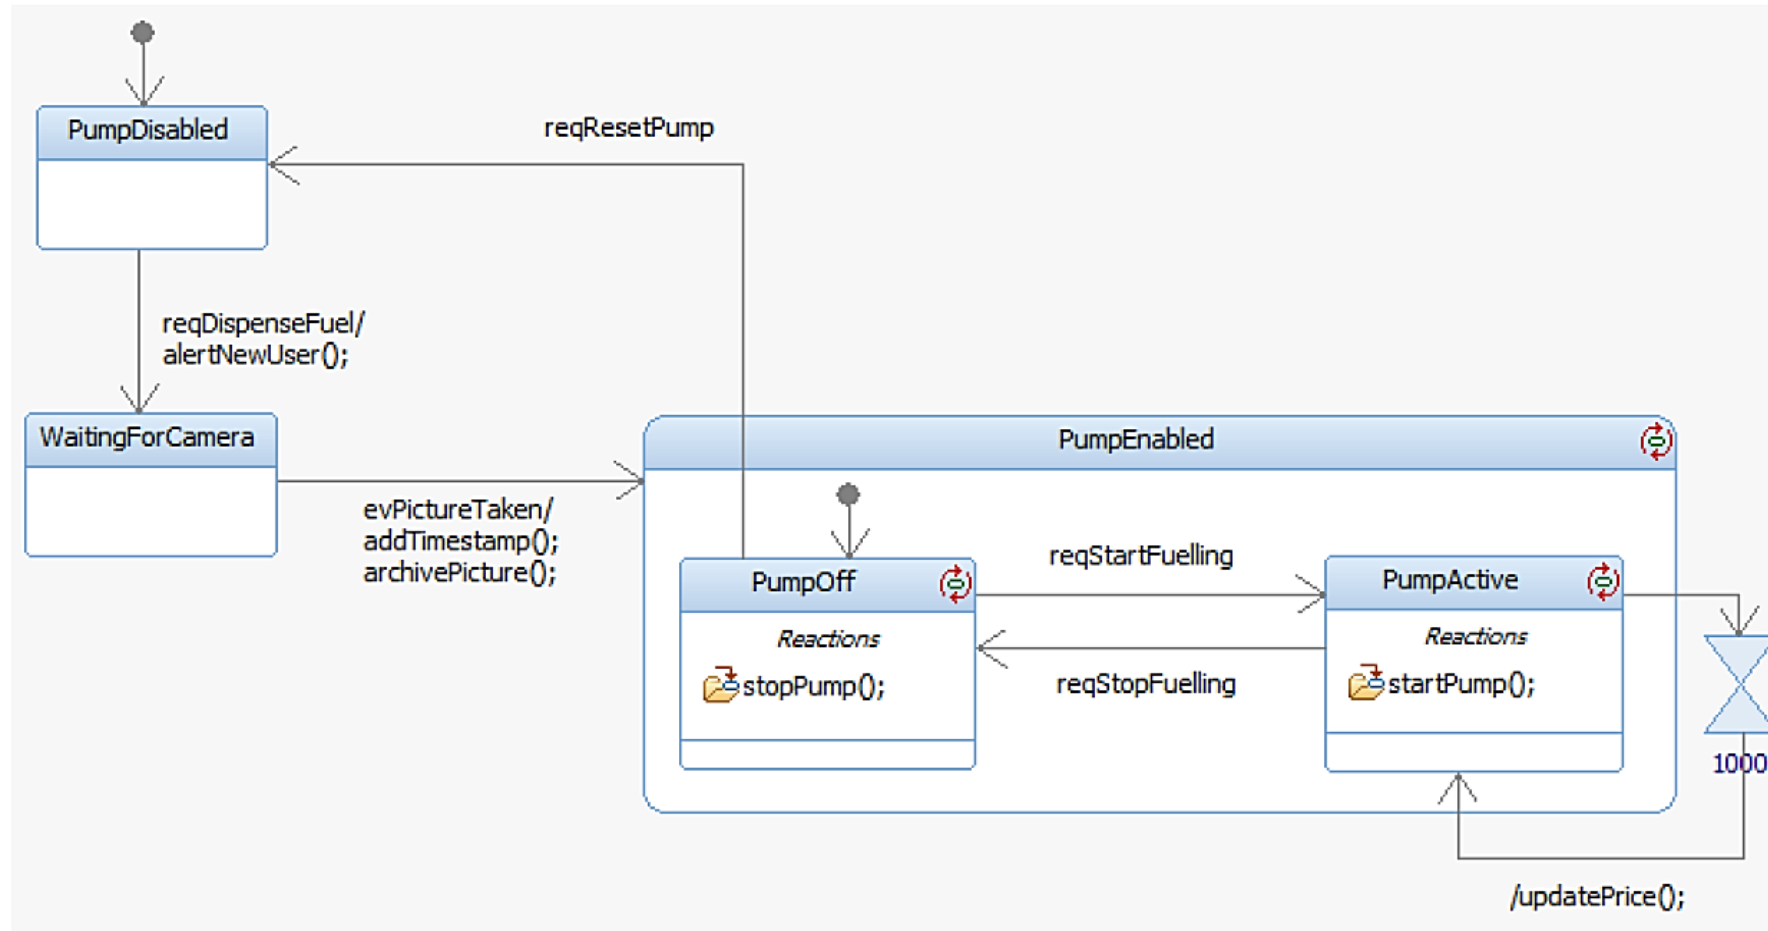 PumpDisabled
reqResetPump
reqDispenseFuel/
alertNewUser();
WaitingForCamera
PumpEnabled
evPictureTaken/
addTimestamp();
archivePicture();
PumpOff
Reactions
stopPump();
reqStartFuelling
reqStopFuelling
PumpActive
Reactions
startPump();
1000
/updatePrice();